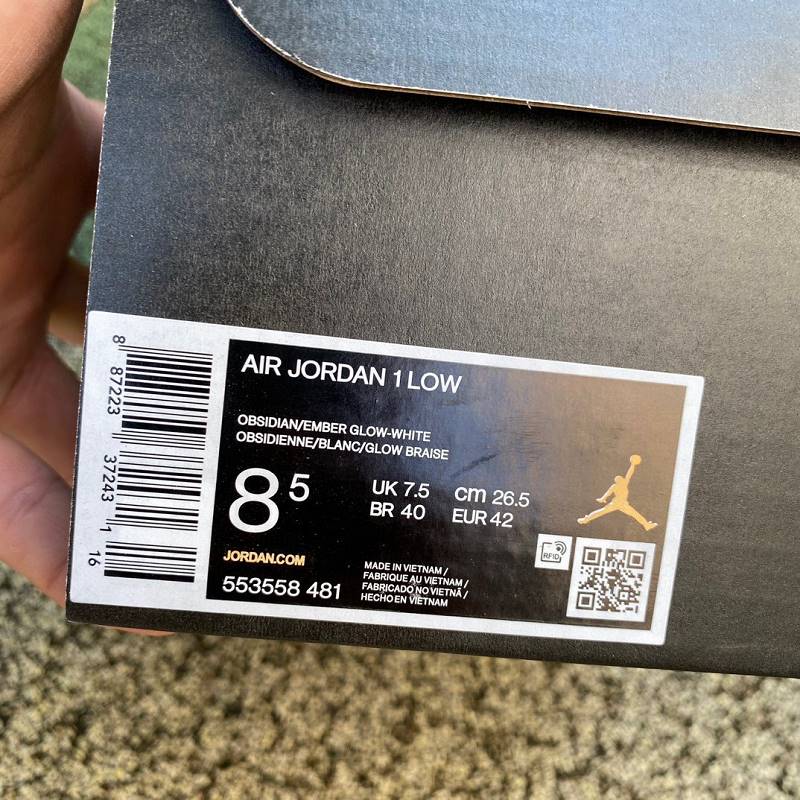 AIR JORDAN 1 LOW
OBSIDIAN/EMBER GLOW-WHITE
OBSIDIENNE/BLANC/GLOW BRAISE
8 5
UK 7.5 cm 26.5
BR 40 EUR 42
JORDAN.COM
553558 481
MADE IN VIETNAM /
FABRIQUE AU VIETNAM /
FABRICADO NO VIETNÃ /
HECHO EN VIETNAM
RFID
8 87223 37243 1 16